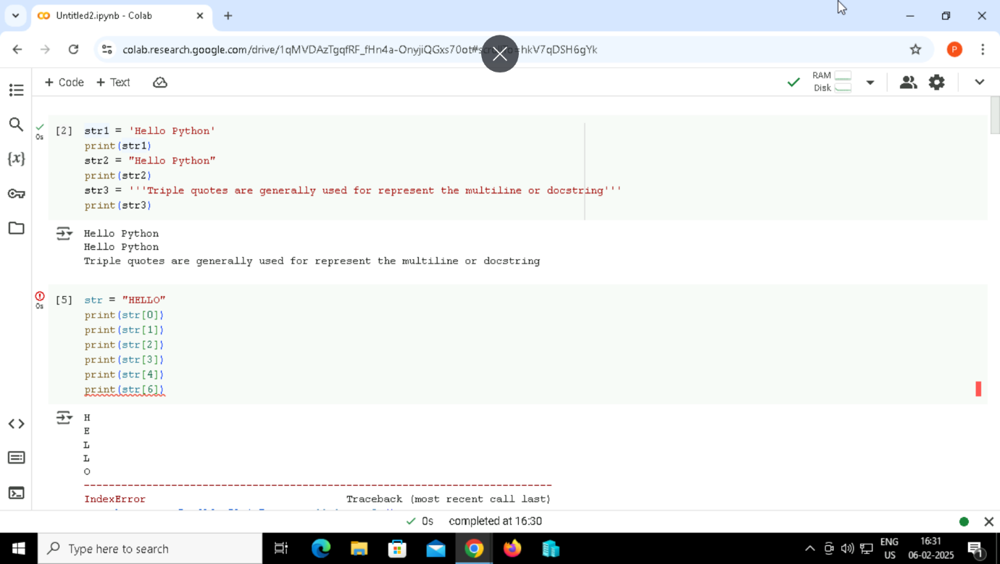 Untitled2.ipynb - Colab
colab.research.google.com/drive/1qMVDAzTgqfRF_fHn4a-OnyjiQGxs70ot#scrollTo=hkV7qDSH6gYk
P
+ Code + Text
RAM
Disk
[2] str1 = 'Hello Python'
0s
print(str1)
str2 = "Hello Python"
print(str2)
str3 = '''Triple quotes are generally used for represent the multiline or docstring'''
print(str3)
Hello Python
Hello Python
Triple quotes are generally used for represent the multiline or docstring
[5] str = "HELLO"
0s
print(str[0])
print(str[1])
print(str[2])
print(str[3])
print(str[4])
print(str[6])
H
E
L
L
O
---------------------------------------------------------------------------
IndexError Traceback (most recent call last)
0s completed at 16:30
Type here to search
ENG
US
16:31
06-02-2025
1